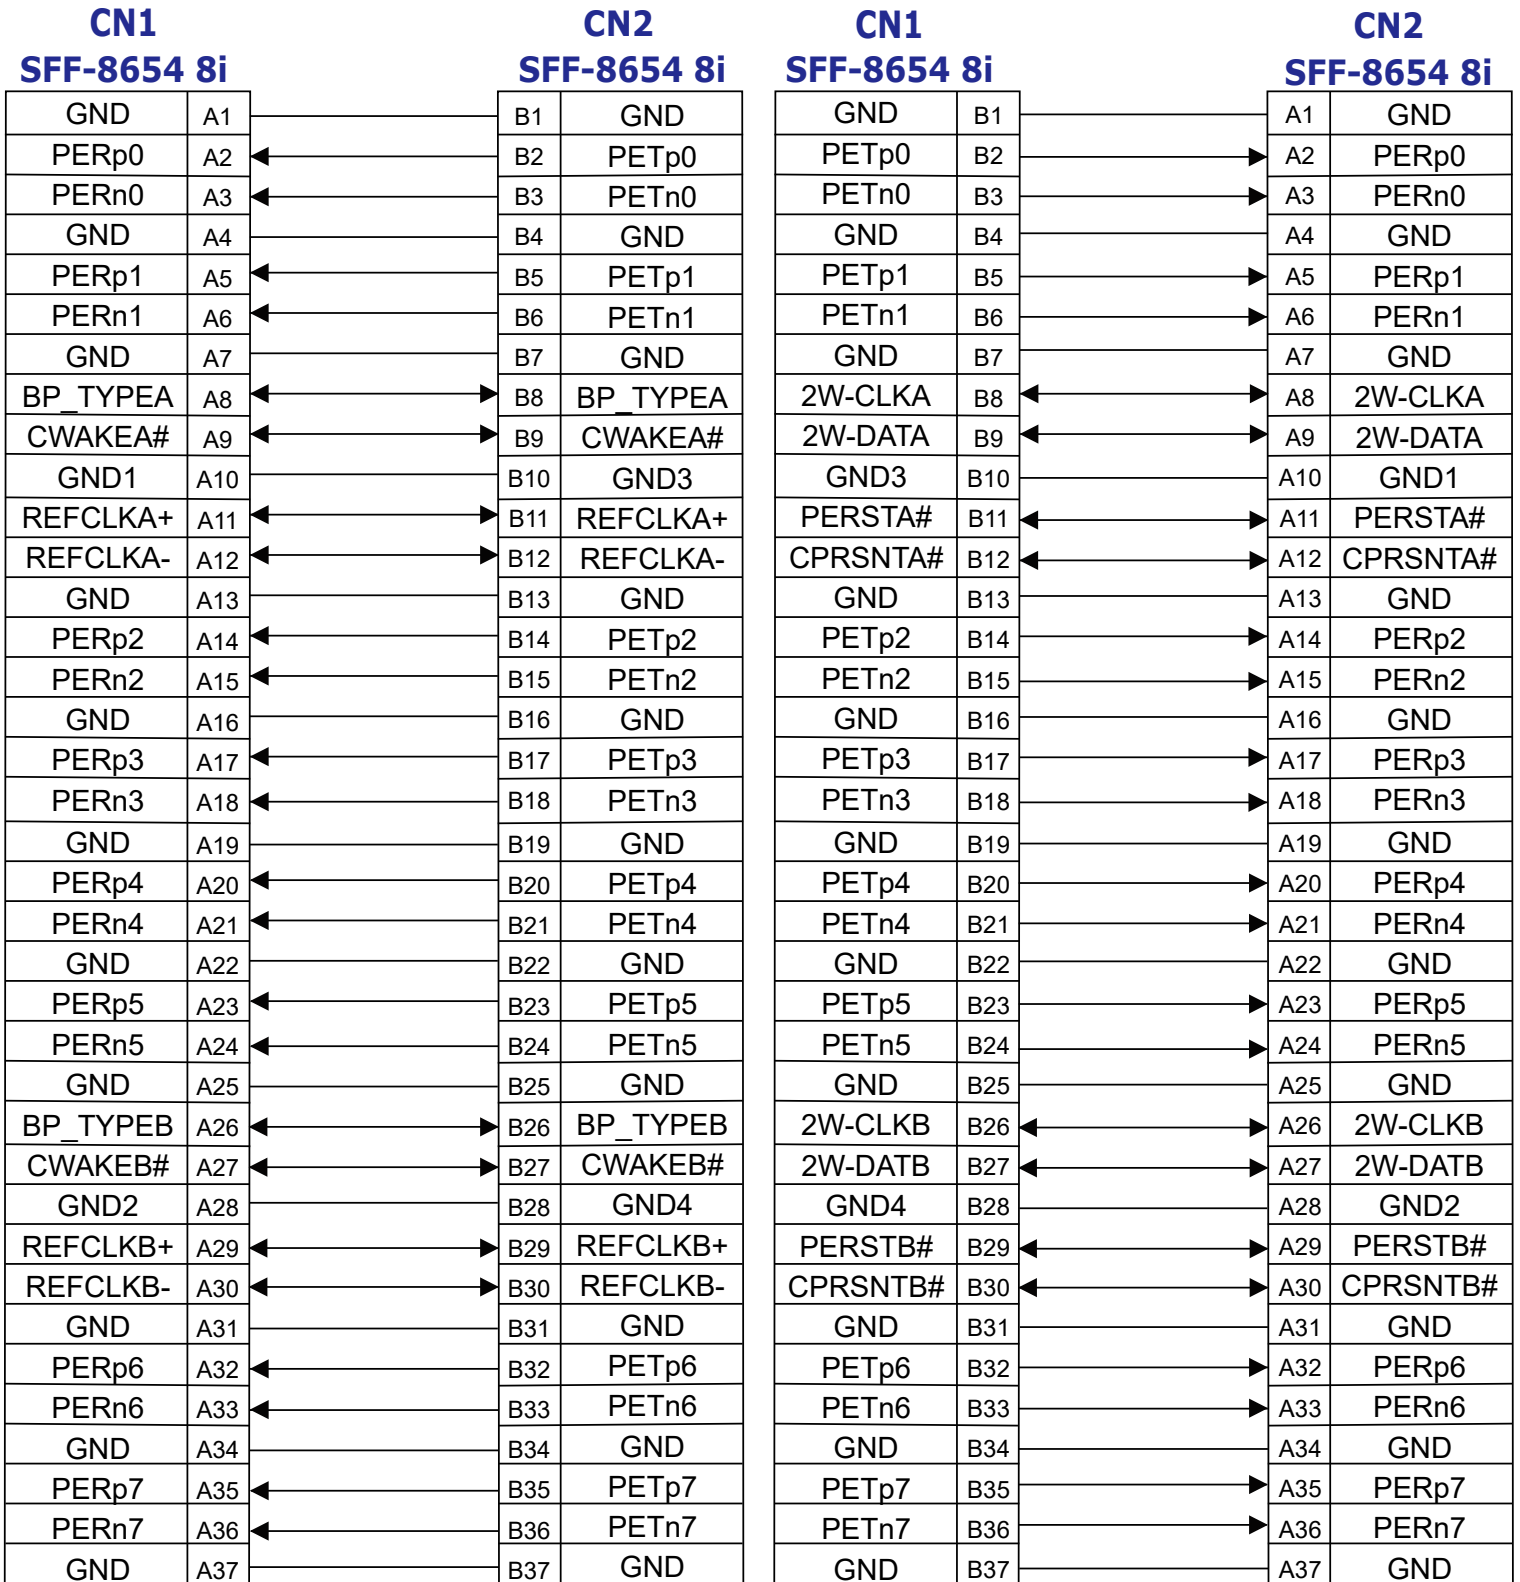 CN1 CN2 CN1 CN2
SFF-8654 8i SFF-8654 8i SFF-8654 8i SFF-8654 8i
GND A1 B1 GND GND B1 A1 GND
PERp0 A2 B2 PETp0 PETp0 B2 A2 PERp0
PERn0 A3 B3 PETn0 PETn0 B3 A3 PERn0
GND A4 B4 GND GND B4 A4 GND
PERp1 A5 B5 PETp1 PETp1 B5 A5 PERp1
PERn1 A6 B6 PETn1 PETn1 B6 A6 PERn1
GND A7 B7 GND GND B7 A7 GND
BP_TYPEA A8 B8 BP_TYPEA 2W-CLKA B8 A8 2W-CLKA
CWAKEA# A9 B9 CWAKEA# 2W-DATA B9 A9 2W-DATA
GND1 A10 B10 GND3 GND3 B10 A10 GND1
REFCLKA+ A11 B11 REFCLKA+ PERSTA# B11 A11 PERSTA#
REFCLKA- A12 B12 REFCLKA- CPRSNTA# B12 A12 CPRSNTA#
GND A13 B13 GND GND B13 A13 GND
PERp2 A14 B14 PETp2 PETp2 B14 A14 PERp2
PERn2 A15 B15 PETn2 PETn2 B15 A15 PERn2
GND A16 B16 GND GND B16 A16 GND
PERp3 A17 B17 PETp3 PETp3 B17 A17 PERp3
PERn3 A18 B18 PETn3 PETn3 B18 A18 PERn3
GND A19 B19 GND GND B19 A19 GND
PERp4 A20 B20 PETp4 PETp4 B20 A20 PERp4
PERn4 A21 B21 PETn4 PETn4 B21 A21 PERn4
GND A22 B22 GND GND B22 A22 GND
PERp5 A23 B23 PETp5 PETp5 B23 A23 PERp5
PERn5 A24 B24 PETn5 PETn5 B24 A24 PERn5
GND A25 B25 GND GND B25 A25 GND
BP_TYPEB A26 B26 BP_TYPEB 2W-CLKB B26 A26 2W-CLKB
CWAKEB# A27 B27 CWAKEB# 2W-DATB B27 A27 2W-DATB
GND2 A28 B28 GND4 GND4 B28 A28 GND2
REFCLKB+ A29 B29 REFCLKB+ PERSTB# B29 A29 PERSTB#
REFCLKB- A30 B30 REFCLKB- CPRSNTB# B30 A30 CPRSNTB#
GND A31 B31 GND GND B31 A31 GND
PERp6 A32 B32 PETp6 PETp6 B32 A32 PERp6
PERn6 A33 B33 PETn6 PETn6 B33 A33 PERn6
GND A34 B34 GND GND B34 A34 GND
PERp7 A35 B35 PETp7 PETp7 B35 A35 PERp7
PERn7 A36 B36 PETn7 PETn7 B36 A36 PERn7
GND A37 B37 GND GND B37 A37 GND